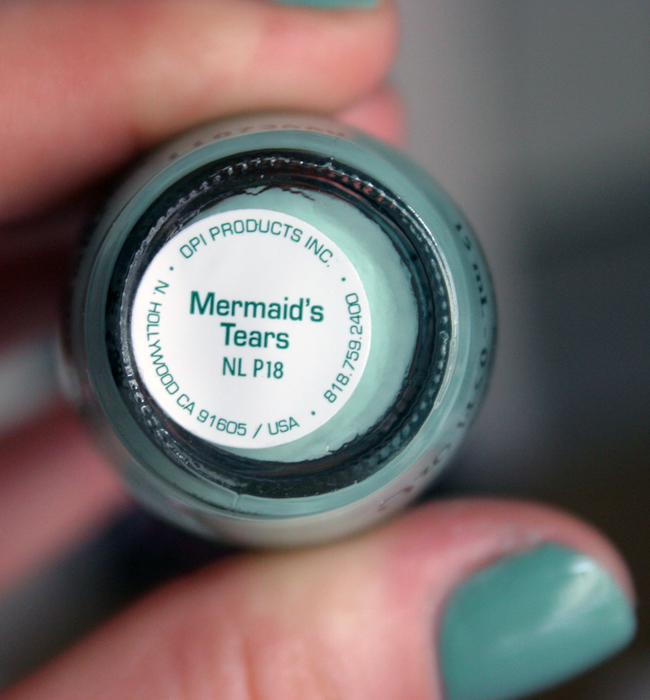 • OPI PRODUCTS INC. •
Mermaid's
Tears
NL P18
N. HOLLYWOOD CA 91605 / USA • 818.759.2400